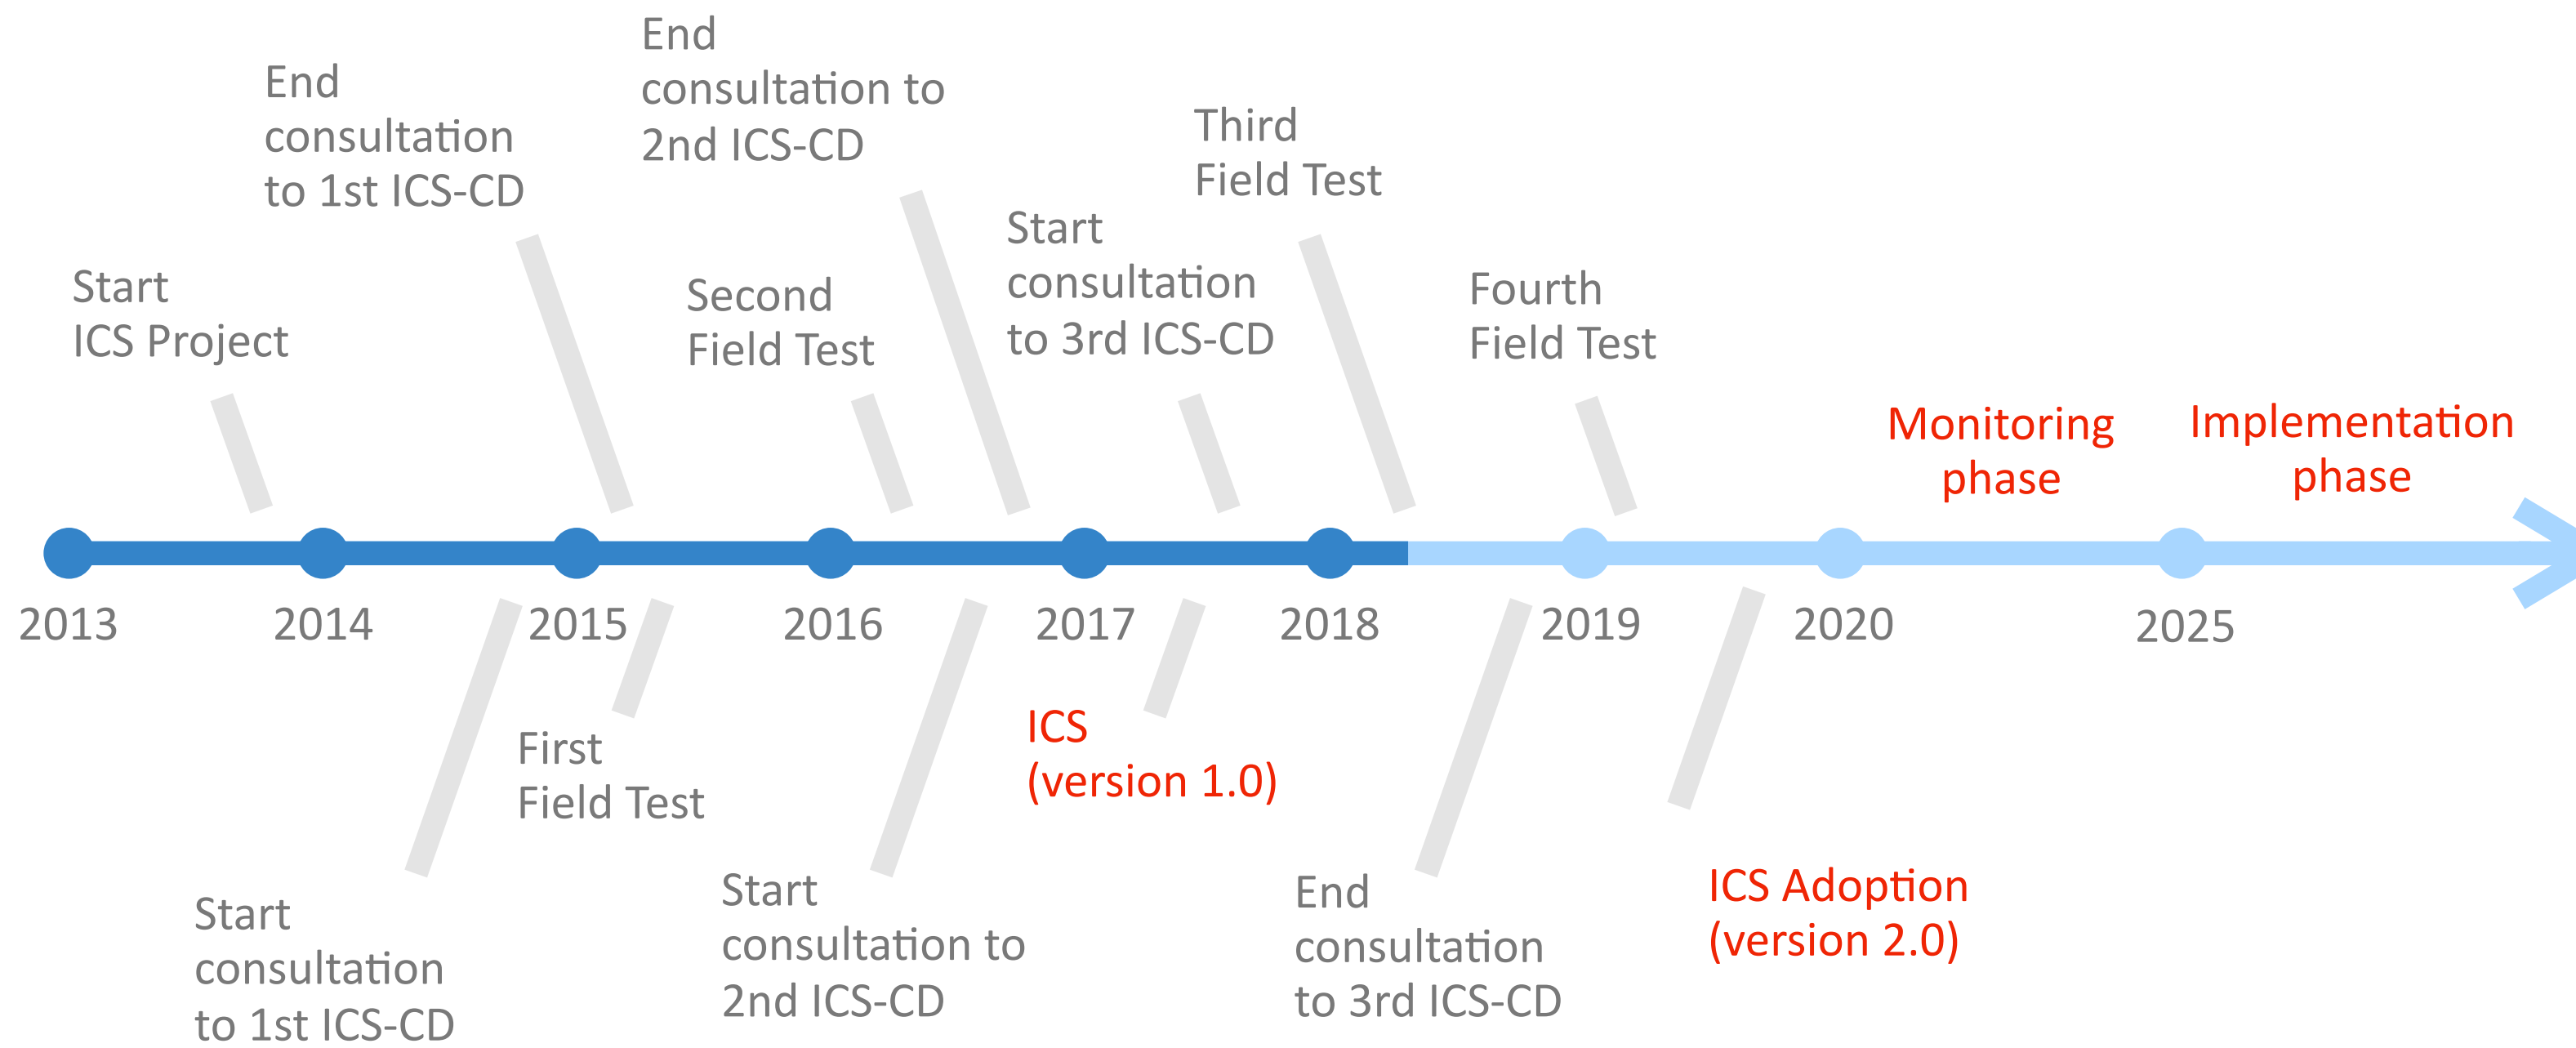 End
consultation to
2nd ICS-CD
End
consultation
to 1st ICS-CD
Third
Field Test
Start
consultation
to 3rd ICS-CD
Start
ICS Project
Second
Field Test
Fourth
Field Test
Monitoring
phase
Implementation
phase
2013
2014
2015
2016
2017
2018
2019
2020
2025
First
Field Test
ICS
(version 1.0)
Start
consultation
to 1st ICS-CD
Start
consultation to
2nd ICS-CD
End
consultation
to 3rd ICS-CD
ICS Adoption
(version 2.0)